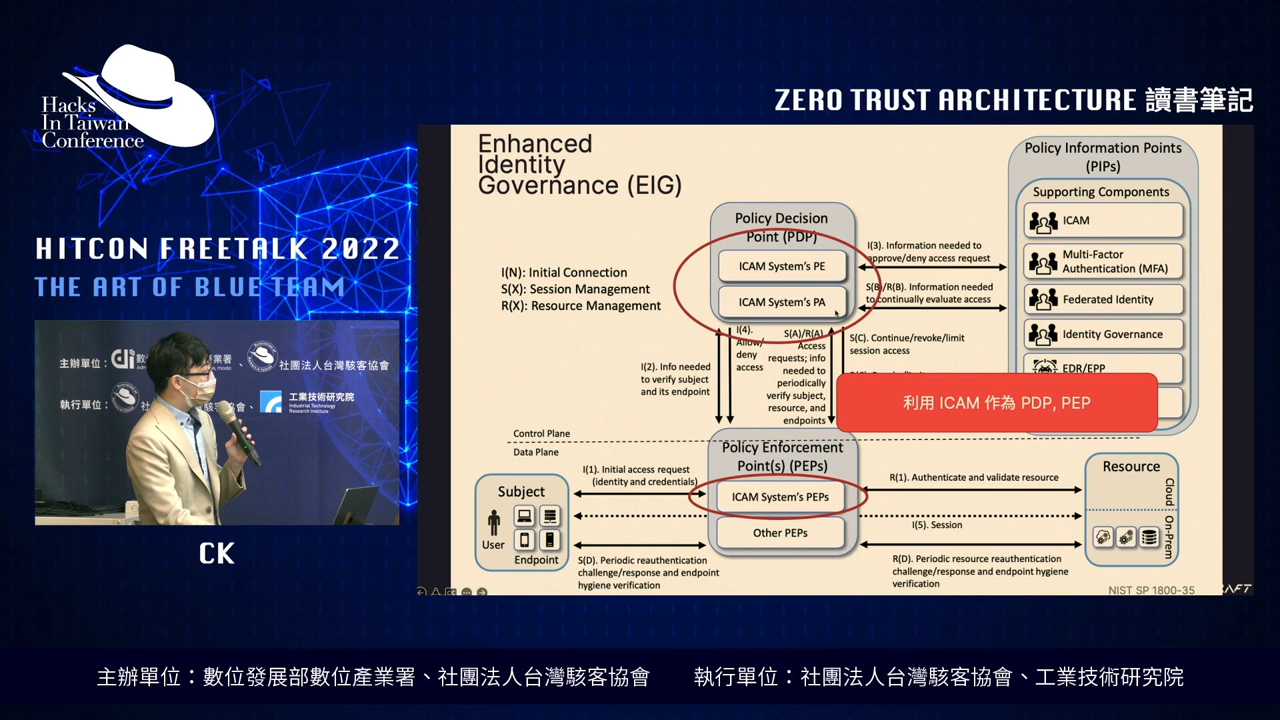 Hacks
In Taiwan
Conference
ZERO TRUST ARCHITECTURE 讀書筆記
HITCON FREETALK 2022
THE ART OF BLUE TEAM
主辦單位：
社團法人台灣駭客協會
執行單位：
工業技術研究院
Industrial Technology
Research Institute
CK
Enhanced
Identity
Governance (EIG)
I(N): Initial Connection
S(X): Session Management
R(X): Resource Management
Policy Decision
Point (PDP)
ICAM System's PE
ICAM System's PA
I(3). Information needed to
approve/deny access request
S(B)/R(B). Information needed
to continually evaluate access
Policy Information Points
(PIPs)
Supporting Components
ICAM
Multi-Factor
Authentication (MFA)
Federated Identity
Identity Governance
EDR/EPP
I(2). Info needed
to verify subject
and its endpoint
I(4).
Allow/
deny
access
S(A)/R(A).
Access
requests; info
needed to
periodically
verify subject,
resource, and
endpoints
S(C). Continue/revoke/limit
session access
利用 ICAM 作為 PDP, PEP
Control Plane
Data Plane
Policy Enforcement
Point(s) (PEPs)
ICAM System's PEPs
Other PEPs
Subject
User
Endpoint
I(1). Initial access request
(identity and credentials)
S(D). Periodic reauthentication
challenge/response and endpoint
hygiene verification
R(1). Authenticate and validate resource
I(5). Session
R(D). Periodic resource reauthentication
challenge/response and endpoint hygiene
verification
Resource
Cloud
On-Prem
NIST SP 1800-35
主辦單位：數位發展部數位產業署、社團法人台灣駭客協會
執行單位：社團法人台灣駭客協會、工業技術研究院